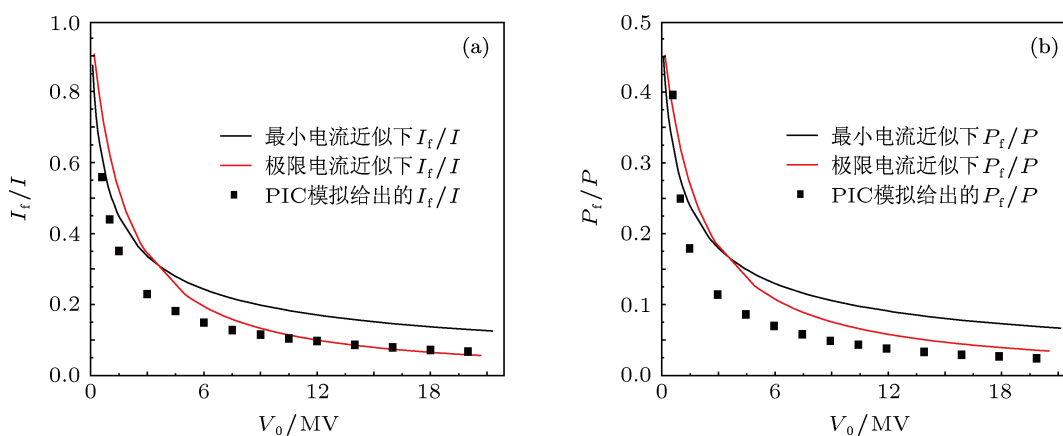 1.0
0.8
0.6
0.4
0.2
0.0
0
6
12
18
I_f/I
V_0/MV
(a)
最小电流近似下 I_f/I
极限电流近似下 I_f/I
PIC模拟给出的 I_f/I
0.5
0.4
0.3
0.2
0.1
0.0
0
6
12
18
P_f/P
V_0/MV
(b)
最小电流近似下 P_f/P
极限电流近似下 P_f/P
PIC模拟给出的 P_f/P